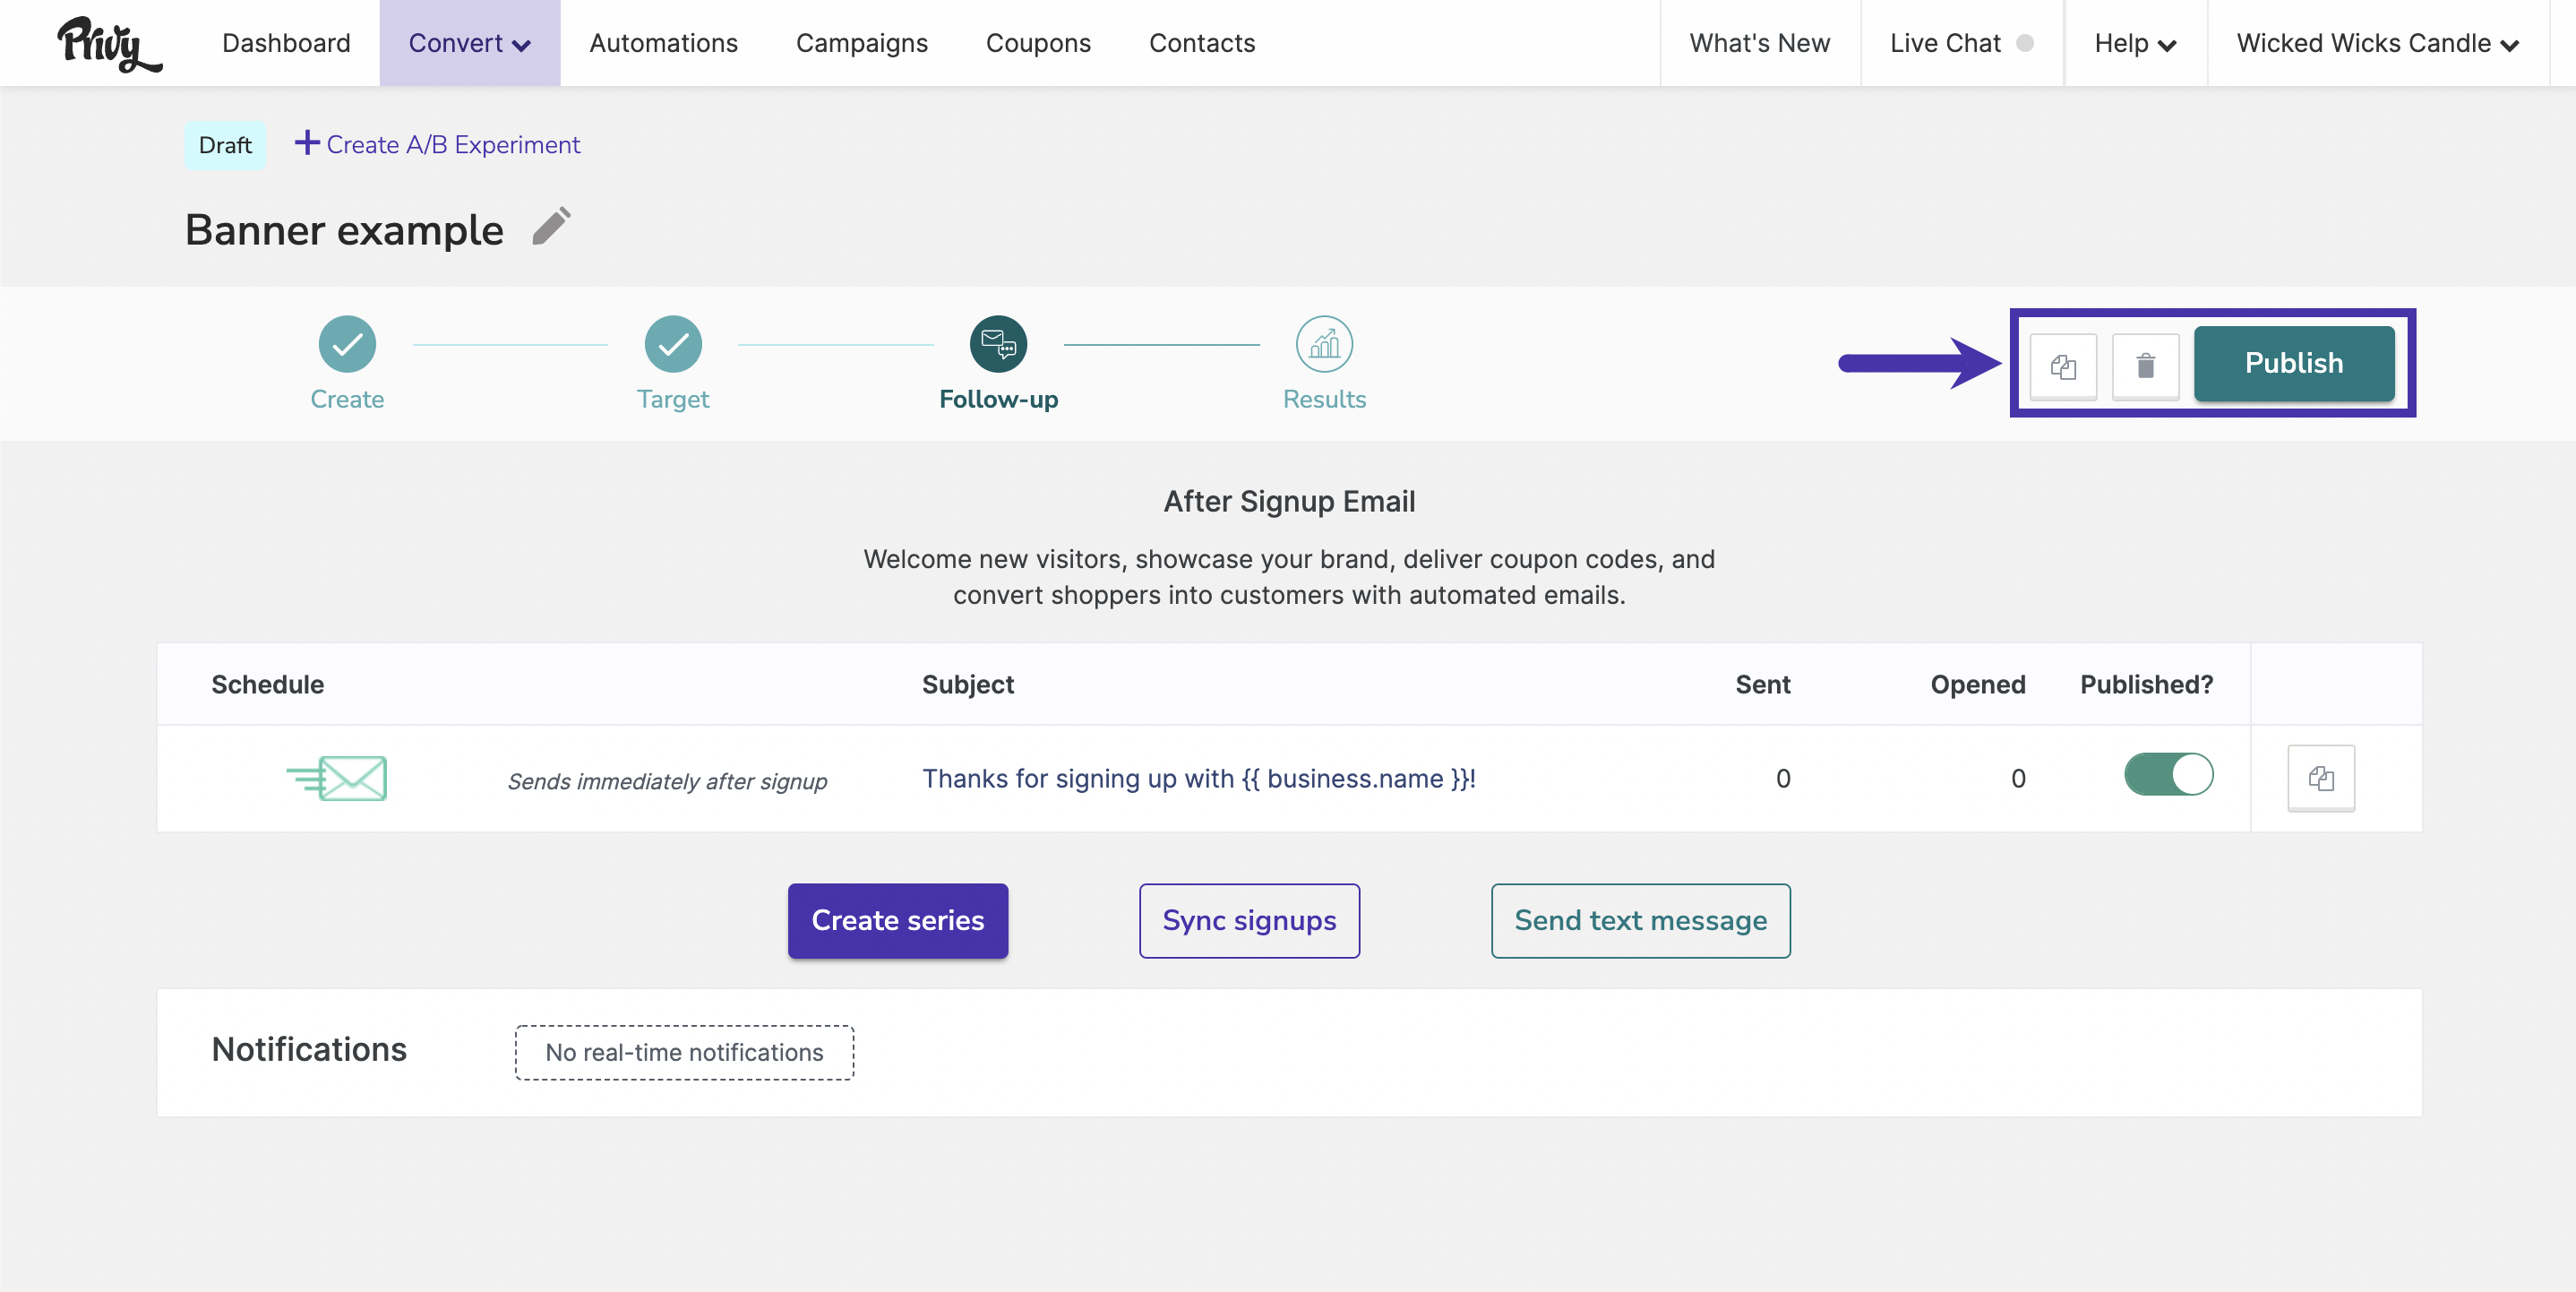 Privy
Dashboard
Convert
Automations
Campaigns
Coupons
Contacts
What's New
Live Chat
Help
Wicked Wicks Candle
Draft
Create A/B Experiment
Banner example
Create
Target
Follow-up
Results
Publish
After Signup Email
Welcome new visitors, showcase your brand, deliver coupon codes, and
convert shoppers into customers with automated emails.
Schedule Subject Sent Opened Published?
Sends immediately after signup Thanks for signing up with {{ business.name }}! 0 0
Create series
Sync signups
Send text message
Notifications
No real-time notifications